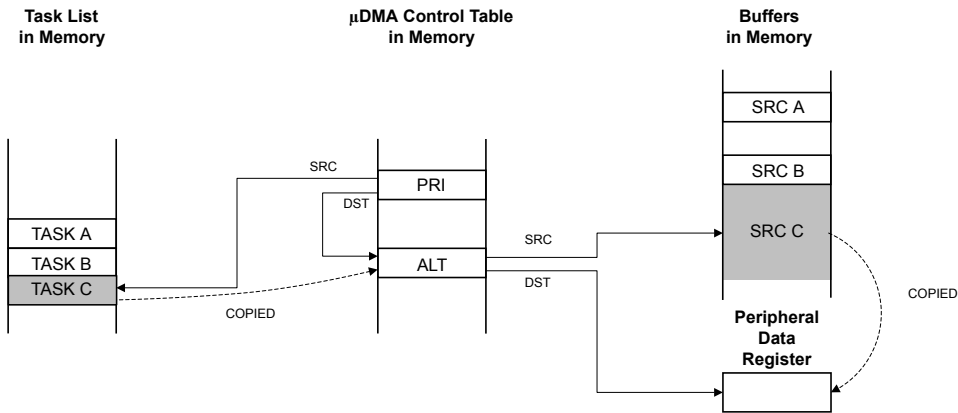 Task List
in Memory
μDMA Control Table
in Memory
Buffers
in Memory
SRC A
SRC
PRI
SRC B
DST
TASK A
SRC C
SRC
TASK B
ALT
TASK C
DST
COPIED
COPIED
Peripheral
Data
Register